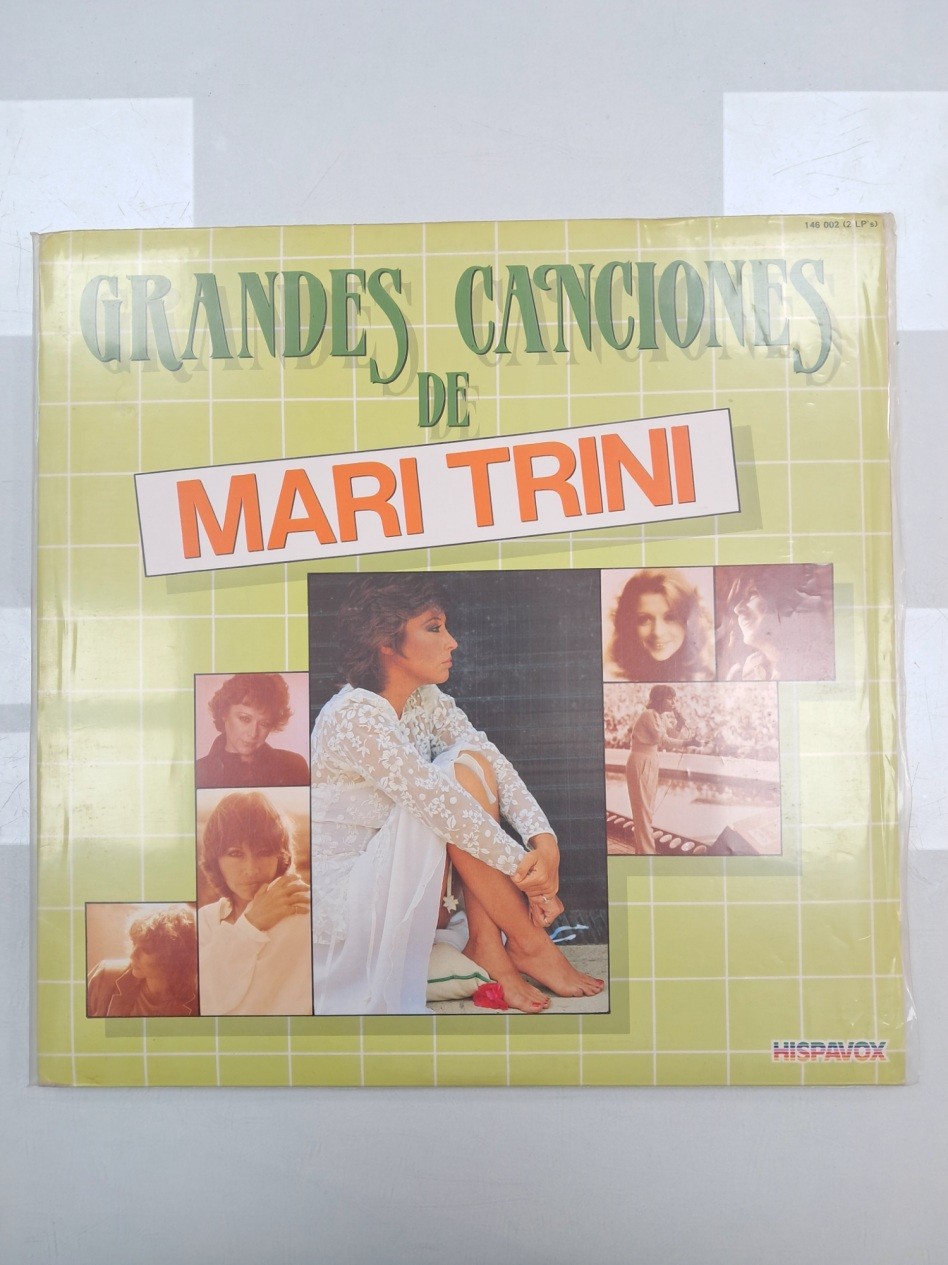 146 002 (2 LP's)
GRANDES CANCIONES
DE
MARI TRINI
HISPAVOX